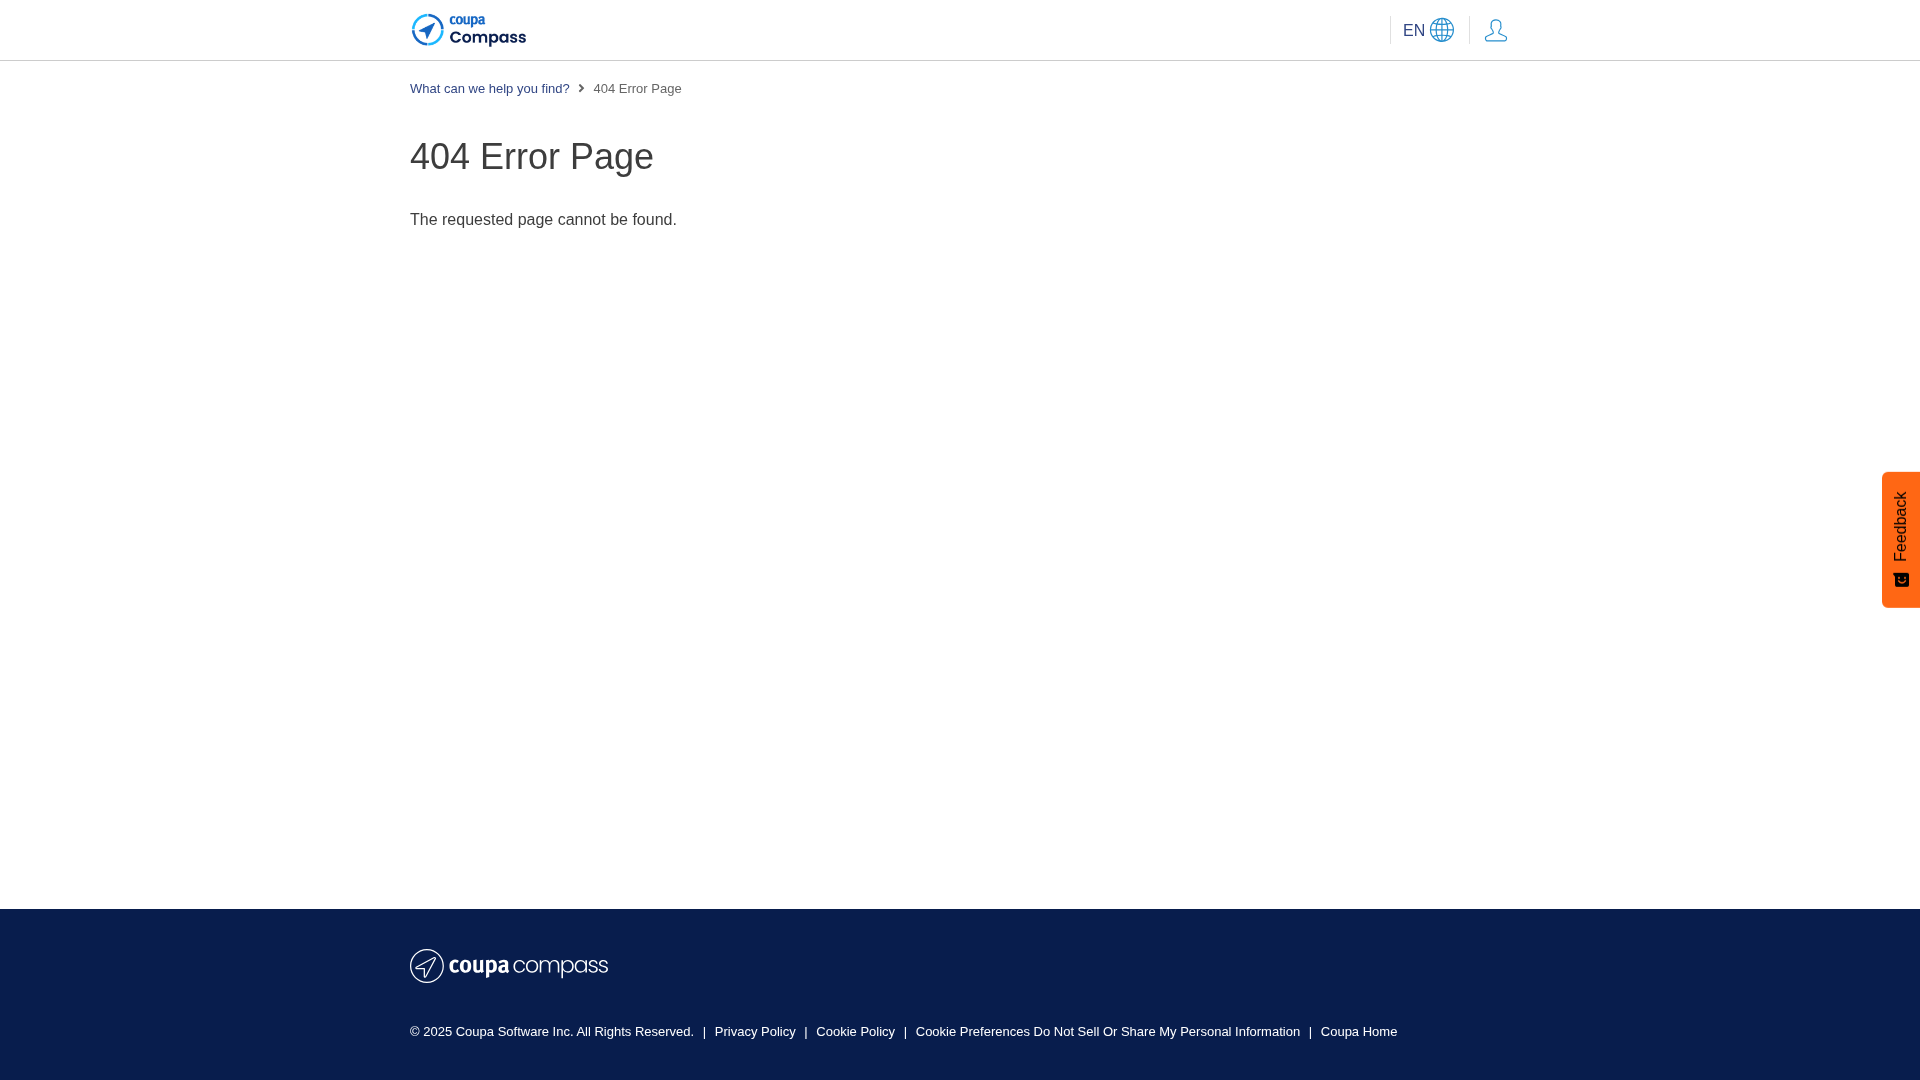 coupa
Compass
EN
What can we help you find? 404 Error Page
404 Error Page
The requested page cannot be found.
Feedback
coupa compass
© 2025 Coupa Software Inc. All Rights Reserved. | Privacy Policy | Cookie Policy | Cookie Preferences Do Not Sell Or Share My Personal Information | Coupa Home